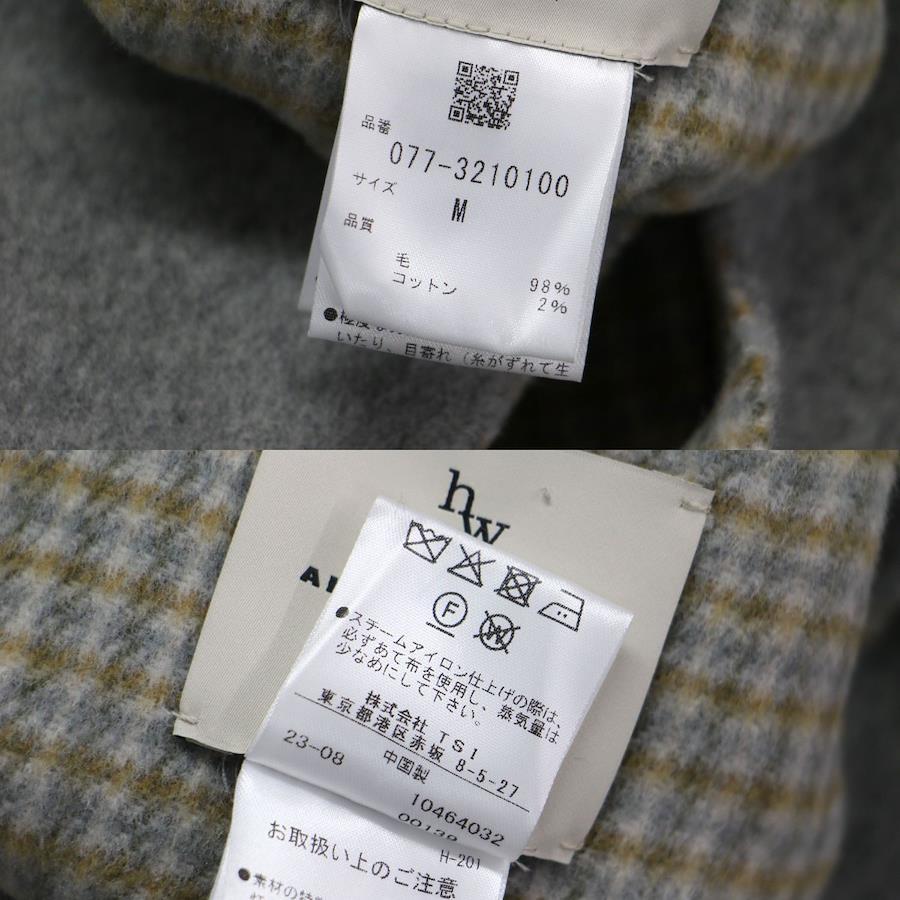 品番
077-3210100
サイズ
M
品質
毛 98%
コットン 2%
いたり、目寄れ（糸がずれて生
hw
F
W
●スチームアイロン仕上げの際は、
必ずあて布を使用し、蒸気量は
少なめにして下さい。
株式会社 TSI
東京都港区赤坂 8-5-27
23-08 中国製
10464032
H-201
お取扱い上のご注意